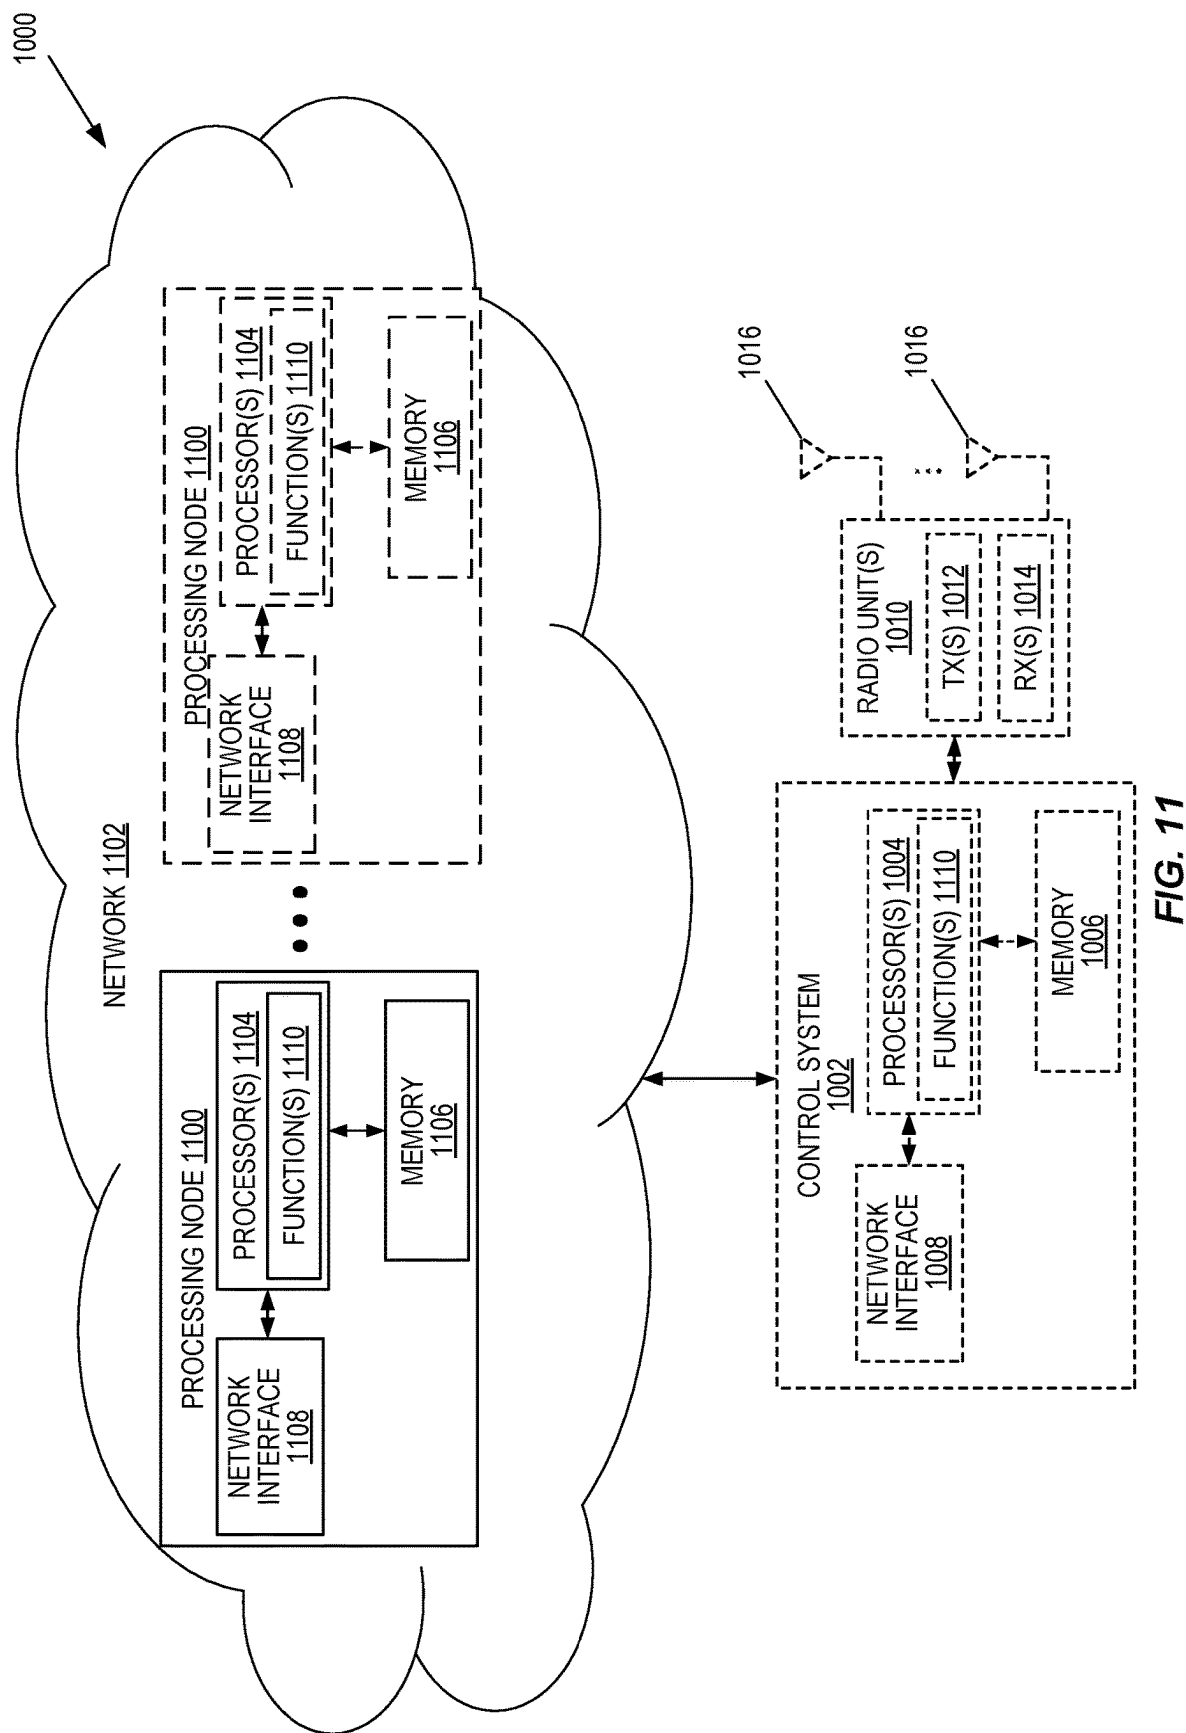 1000
NETWORK 1102
PROCESSING NODE 1100
NETWORK
INTERFACE
1108
PROCESSOR(S) 1104
FUNCTION(S) 1110
MEMORY
1106
PROCESSING NODE 1100
NETWORK
INTERFACE
1108
PROCESSOR(S) 1104
FUNCTION(S) 1110
MEMORY
1106
CONTROL SYSTEM
1002
NETWORK
INTERFACE
1008
PROCESSOR(S) 1004
FUNCTION(S) 1110
MEMORY
1006
RADIO UNIT(S)
1010
TX(S) 1012
RX(S) 1014
1016
1016
FIG. 11